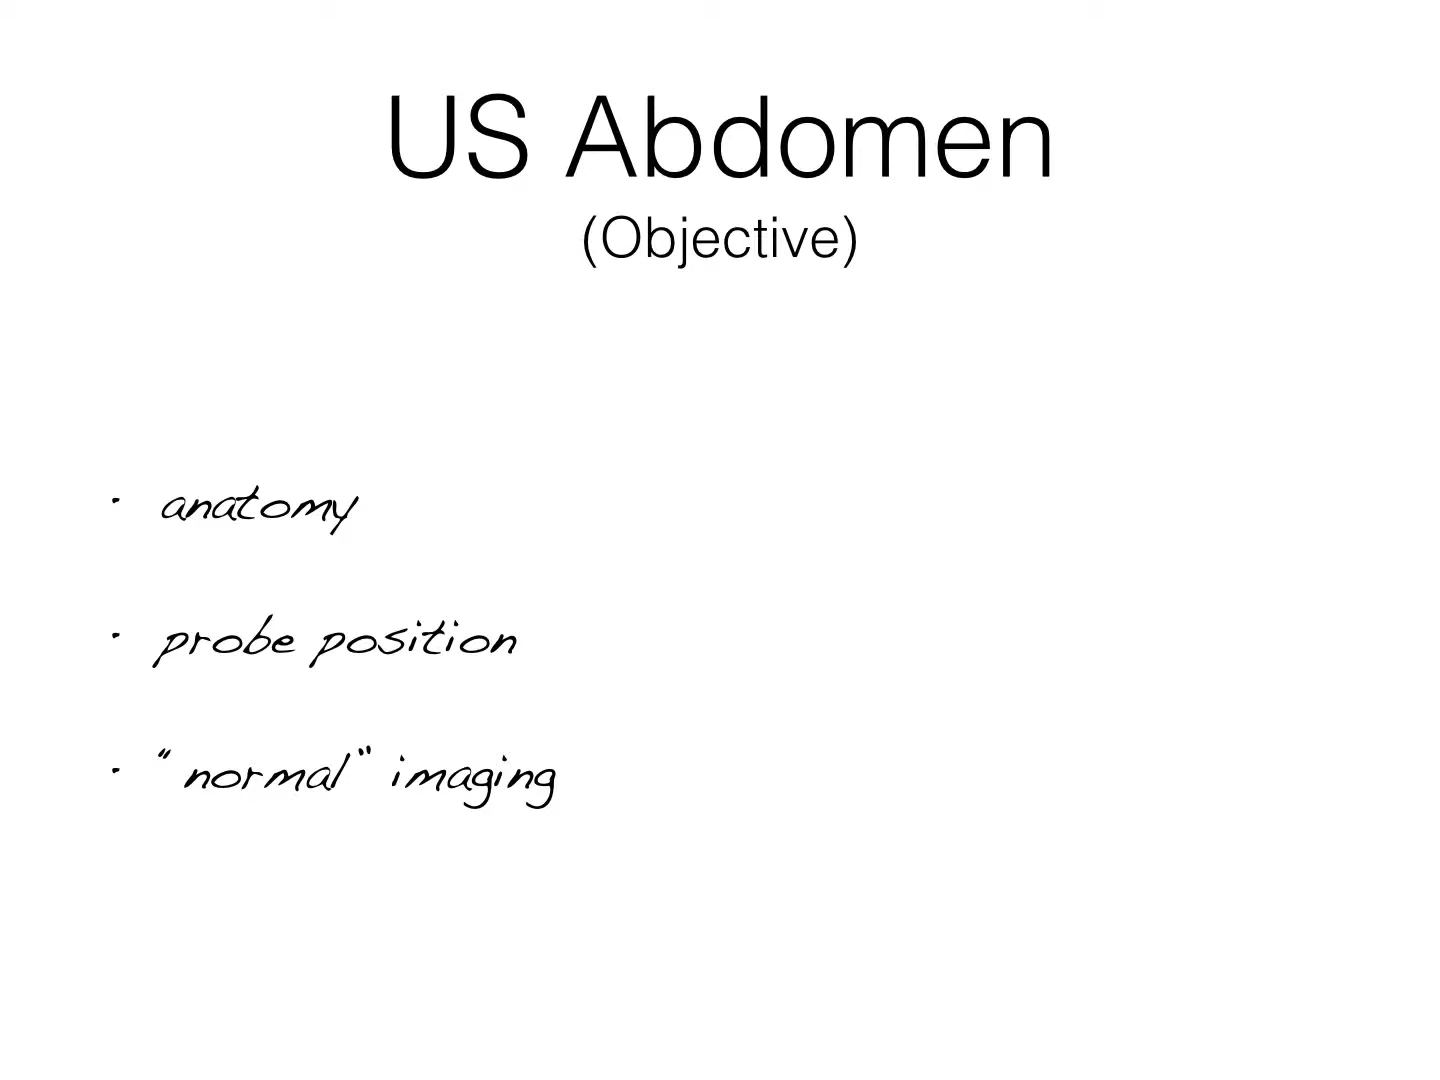 US Abdomen
(Objective)
• anatomy
• probe position
• "normal" imaging